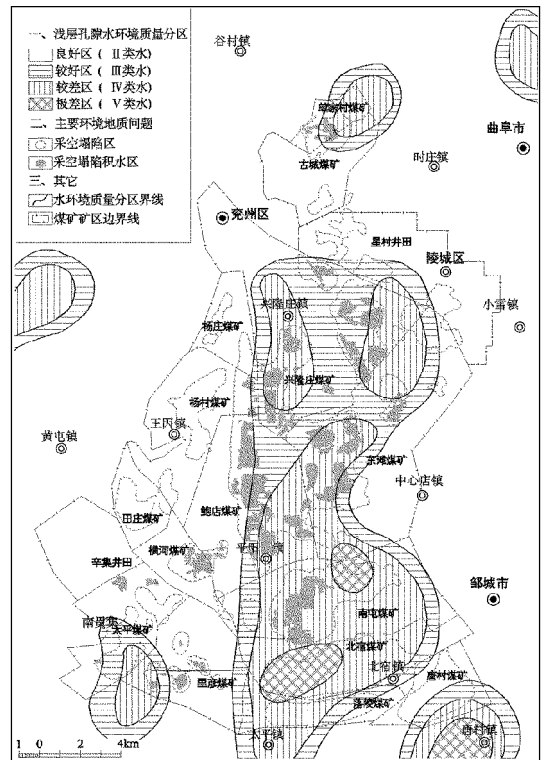 一、浅层孔隙水环境质量分区
良好区 ( Ⅱ类水)
较好区 ( Ⅲ类水)
较差区 ( Ⅳ类水)
极差区 ( Ⅴ类水)
二、主要环境地质问题
采空塌陷区
采空塌陷积水区
三、其它
水环境质量分区界线
煤矿矿区边界线
谷村镇
曲阜市
时庄镇
古城煤矿
兖州区
星村井田
陵城区
小雪镇
兴隆庄镇
杨庄煤矿
兴隆庄煤矿
杨村煤矿
王因镇
黄屯镇
东滩煤矿
中心店镇
田庄煤矿
鲍店煤矿
横河煤矿
辛集井田
邹城市
南屯煤矿
太平煤矿
北宿煤矿
北宿镇
里彦煤矿
唐村煤矿
落陵煤矿
太平镇
唐村镇
1 0 2 4km